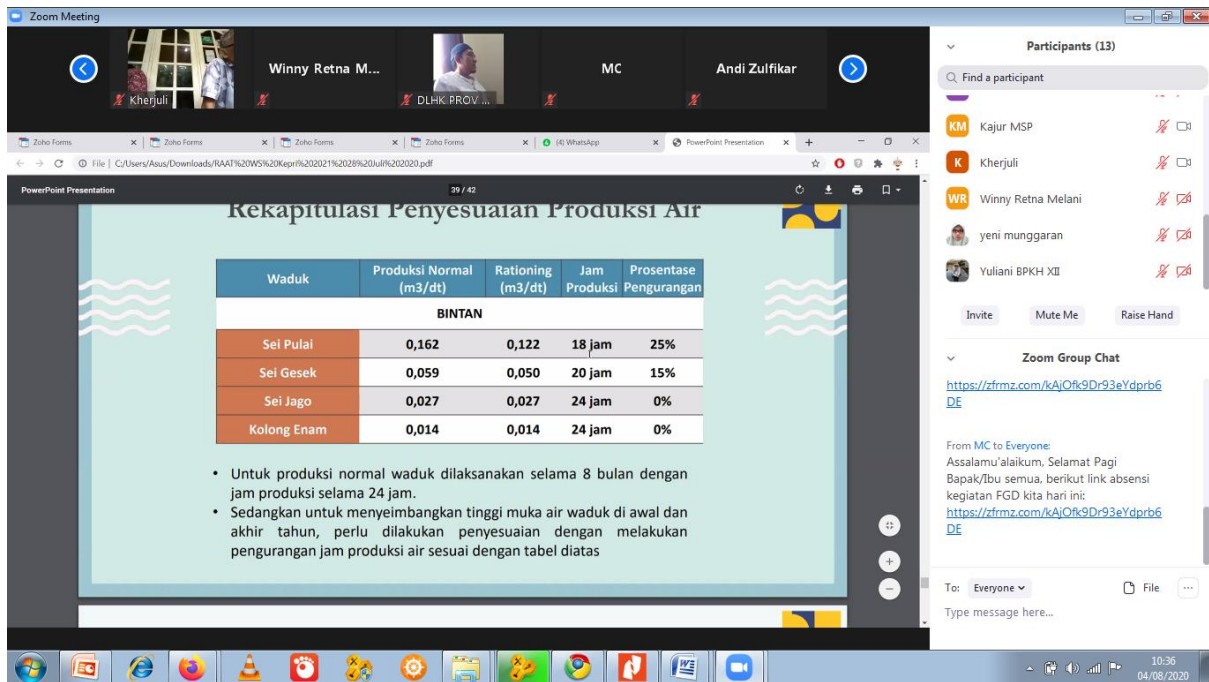 Zoom Meeting
Kherjuli
Winny Retna M...
DLHK PROV ...
MC
Andi Zulfikar
Zoho Forms
Zoho Forms
Zoho Forms
(4) WhatsApp
PowerPoint Presentation
File | C:/Users/Asus/Downloads/RAAT%20WS%20Kepri%202021%20%2820%20Juli%202020.pdf
PowerPoint Presentation
39 / 42
Rekapitulasi Penyesuaian Produksi Air
Waduk Produksi Normal (m3/dt) Rationing (m3/dt) Jam Produksi Prosentase Pengurangan
BINTAN
Sei Pulai 0,162 0,122 18 jam 25%
Sei Gesek 0,059 0,050 20 jam 15%
Sei Jago 0,027 0,027 24 jam 0%
Kolong Enam 0,014 0,014 24 jam 0%
• Untuk produksi normal waduk dilaksanakan selama 8 bulan dengan
jam produksi selama 24 jam.
• Sedangkan untuk menyeimbangkan tinggi muka air waduk di awal dan
akhir tahun, perlu dilakukan penyesuaian dengan melakukan
pengurangan jam produksi air sesuai dengan tabel diatas
Participants (13)
Find a participant
KM Kajur MSP
K Kherjuli
WR Winny Retna Melani
yeni munggaran
Yuliani BPKH XII
Invite Mute Me Raise Hand
Zoom Group Chat
https://zfrmz.com/kAjOfk9Dr93eYdprb6
DE
From MC to Everyone:
Assalamu'alaikum, Selamat Pagi
Bapak/Ibu semua, berikut link absensi
kegiatan FGD kita hari ini:
https://zfrmz.com/kAjOfk9Dr93eYdprb6
DE
To: Everyone File
Type message here...
10:36
04/08/2020